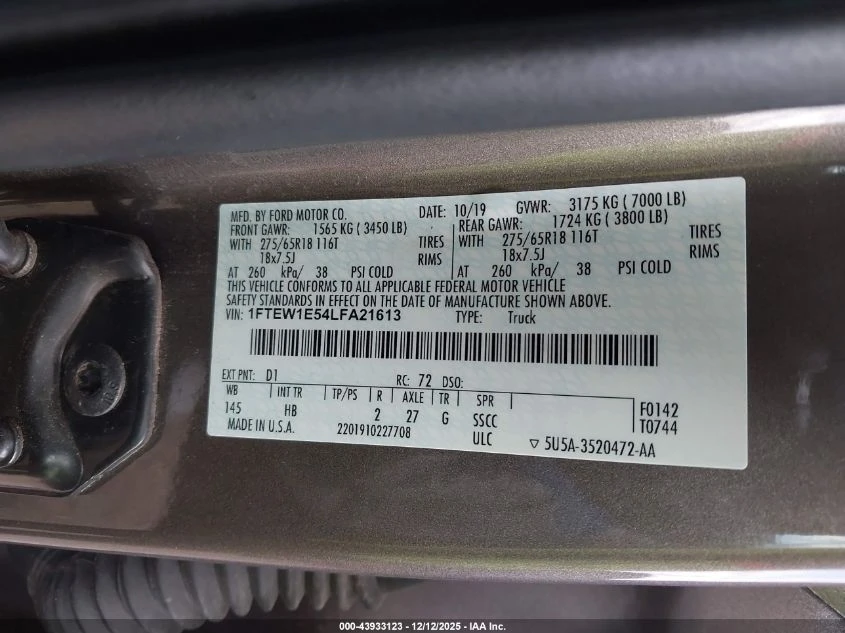 MFD. BY FORD MOTOR CO. DATE: 10/19 GVWR: 3175 KG ( 7000 LB)
FRONT GAWR: 1565 KG ( 3450 LB) REAR GAWR: 1724 KG ( 3800 LB)
WITH 275/65R18 116T TIRES WITH 275/65R18 116T TIRES
18x7.5J RIMS 18x7.5J RIMS
AT 260 kPa/ 38 PSI COLD AT 260 kPa/ 38 PSI COLD
THIS VEHICLE CONFORMS TO ALL APPLICABLE FEDERAL MOTOR VEHICLE
SAFETY STANDARDS IN EFFECT ON THE DATE OF MANUFACTURE SHOWN ABOVE.
VIN: 1FTEW1E54LFA21613 TYPE: Truck
EXT PNT: D1 RC: 72 DSO:
WB INT TR TP/PS R AXLE TR SPR
145 HB 2 27 G SSCC F0142
T0744
MADE IN U.S.A. 2201910227708 ULC ▽ 5U5A-3520472-AA
000-43933123 - 12/12/2025 - IAA Inc.